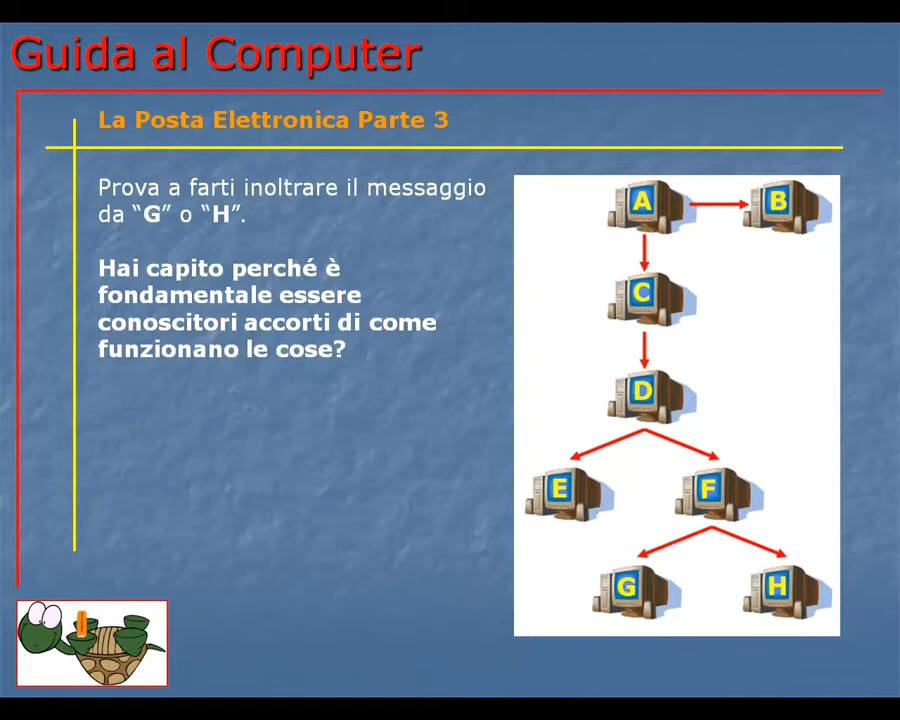 Guida al Computer
La Posta Elettronica Parte 3
Prova a farti inoltrare il messaggio
da “G” o “H”.
Hai capito perché è
fondamentale essere
conoscitori accorti di come
funzionano le cose?
A
B
C
D
E
F
G
H